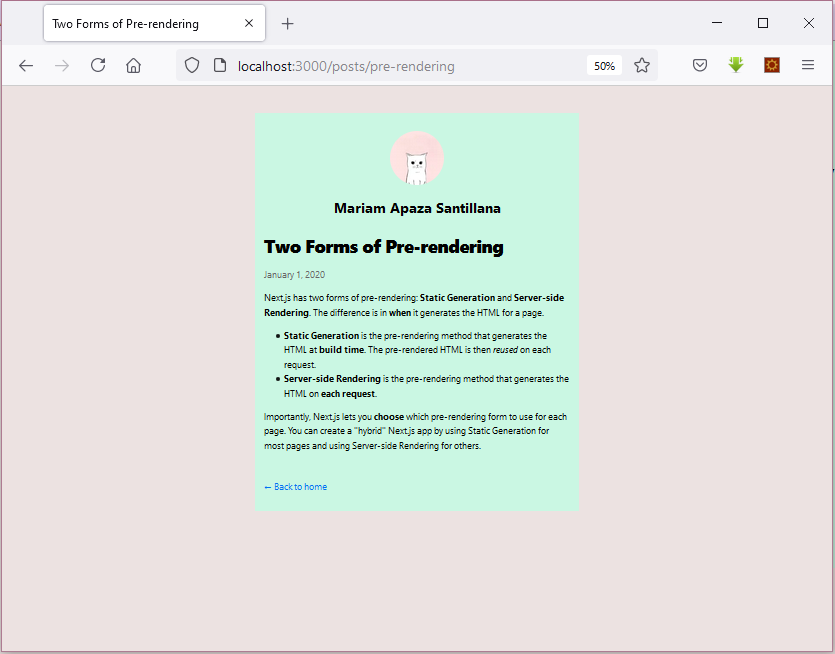 Two Forms of Pre-rendering
localhost:3000/posts/pre-rendering
50%
Mariam Apaza Santillana
Two Forms of Pre-rendering
January 1, 2020
Next.js has two forms of pre-rendering: Static Generation and Server-side
Rendering. The difference is in when it generates the HTML for a page.
• Static Generation is the pre-rendering method that generates the
HTML at build time. The pre-rendered HTML is then reused on each
request.
• Server-side Rendering is the pre-rendering method that generates the
HTML on each request.
Importantly, Next.js lets you choose which pre-rendering form to use for each
page. You can create a "hybrid" Next.js app by using Static Generation for
most pages and using Server-side Rendering for others.
← Back to home